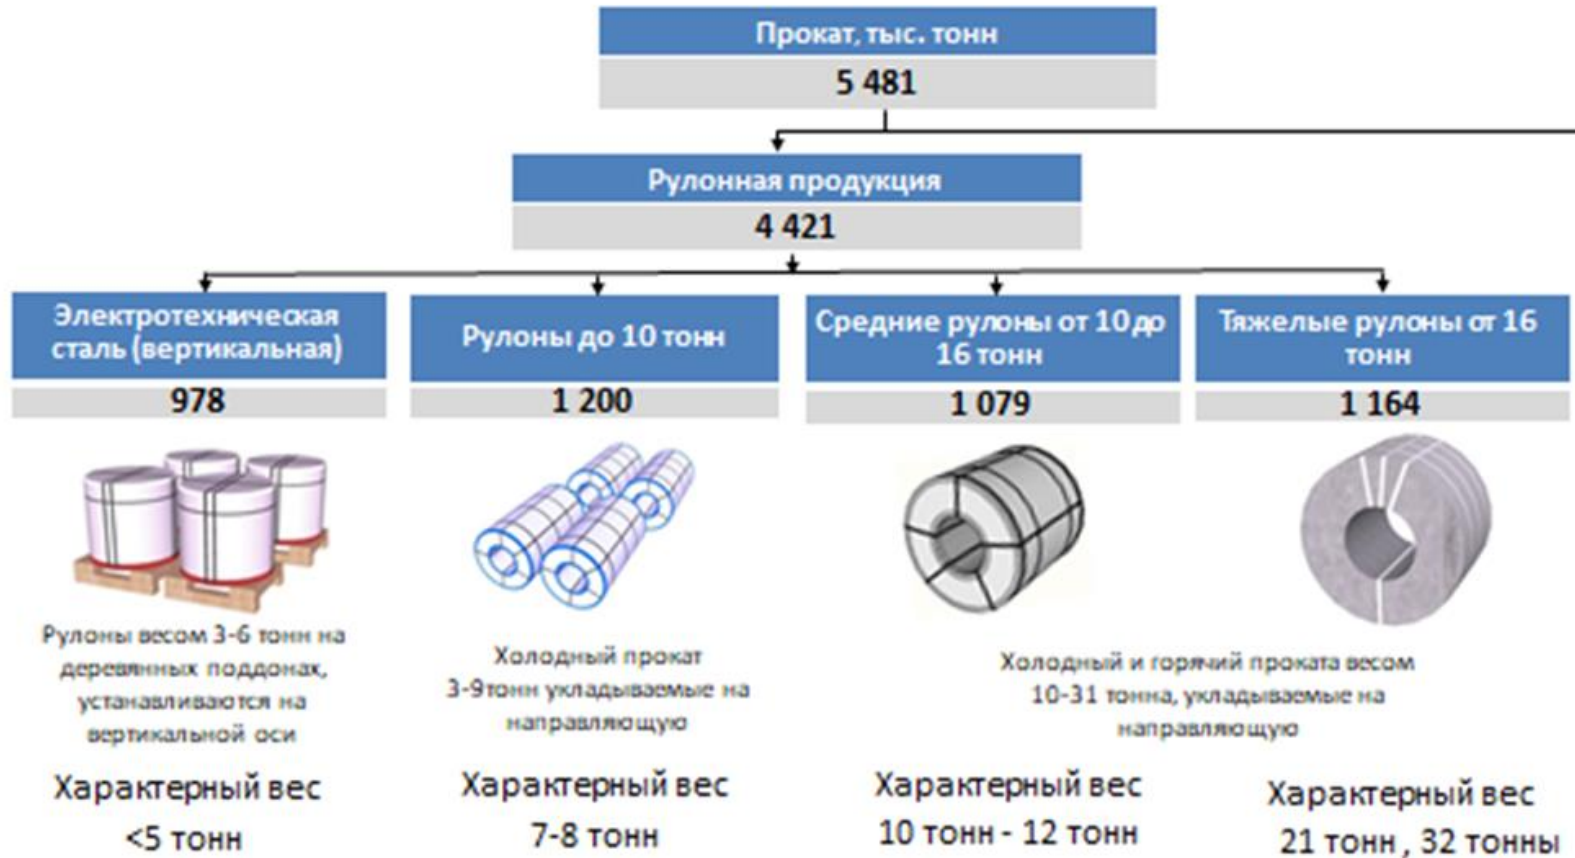 Прокат, тыс. тонн
5 481
Рулонная продукция
4 421
Электротехническая
сталь (вертикальная)
978
Рулоны до 10 тонн
1 200
Средние рулоны от 10 до
16 тонн
1 079
Тяжелые рулоны от 16
тонн
1 164
Рулоны весом 3-6 тонн на
деревянных поддонах,
устанавливаются на
вертикальной оси
Холодный прокат
3-9тонн укладываемые на
направляющую
Холодный и горячий проката весом
10-31 тонна, укладываемые на
направляющую
Характерный вес
<5 тонн
Характерный вес
7-8 тонн
Характерный вес
10 тонн - 12 тонн
Характерный вес
21 тонн , 32 тонны